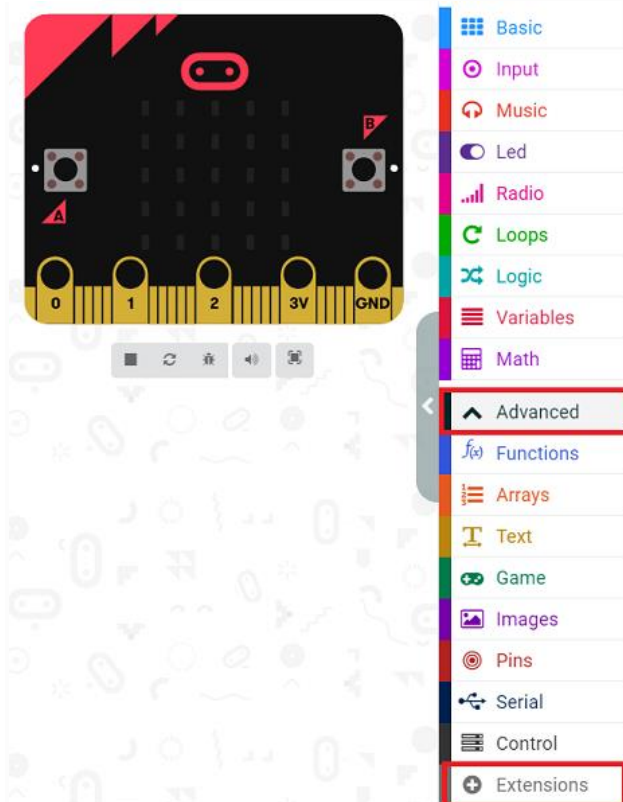 B
A
0 1 2 3V GND
Basic
Input
Music
Led
Radio
Loops
Logic
Variables
Math
Advanced
f(x) Functions
Arrays
Text
Game
Images
Pins
Serial
Control
Extensions